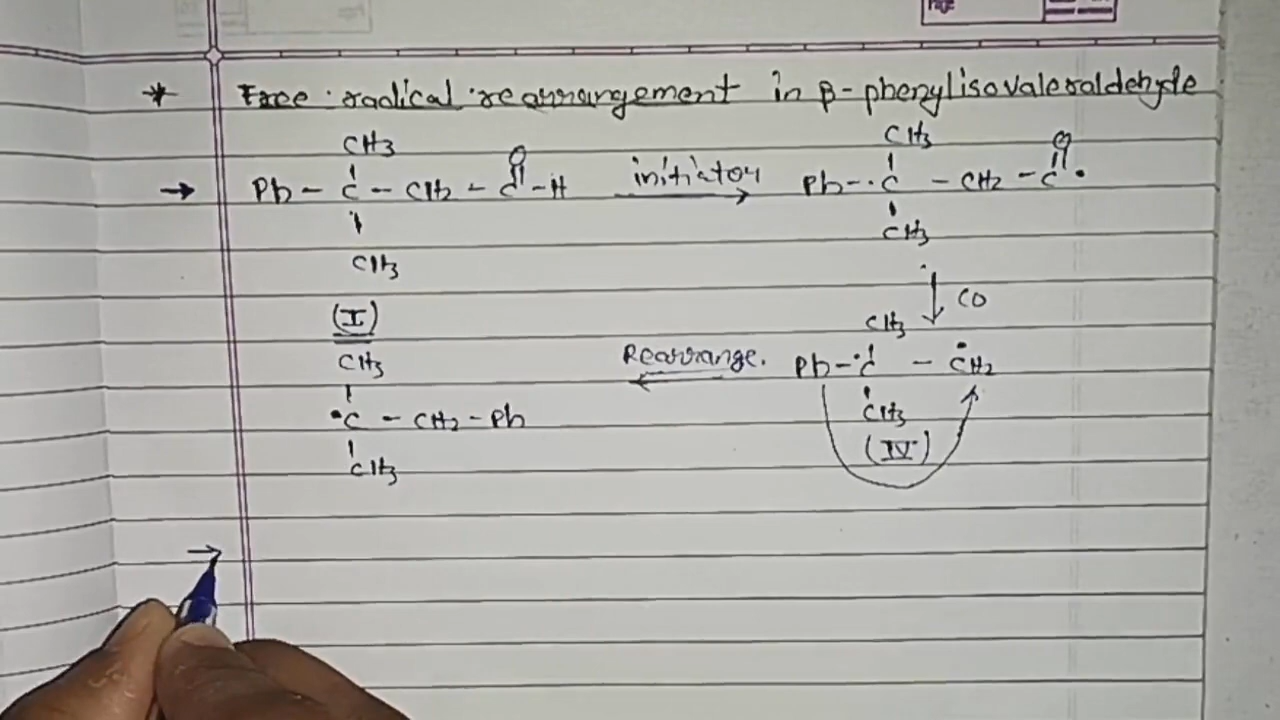 * Free radical rearrangement in β-phenylisovaleraldehyde
CH3 CH3
→ Ph - C - CH2 - C - H initiator Ph - C - CH2 - C •
O O
CH3 CH3
CO
(I) CH3
CH3 Rearrange. Ph - C - ĊH2
•C - CH2 - Ph CH3
CH3 (IV)
→